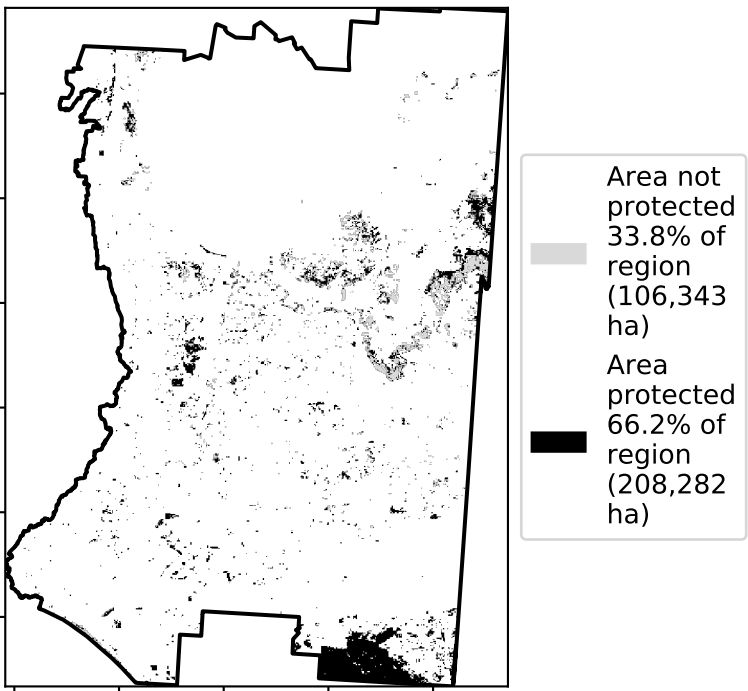 Area not
protected
33.8% of
region
(106,343
ha)
Area
protected
66.2% of
region
(208,282
ha)